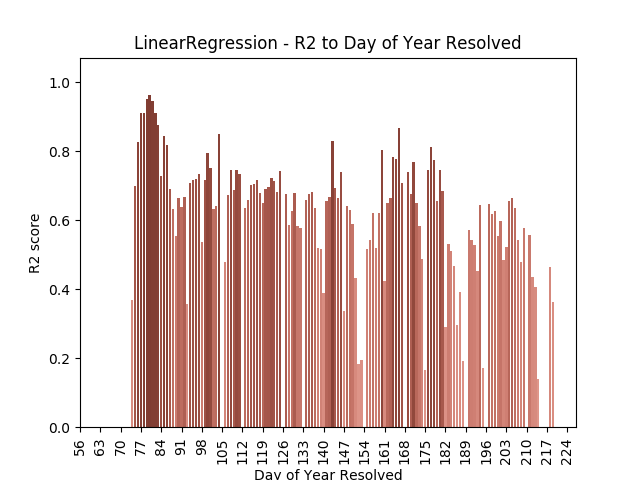 LinearRegression - R2 to Day of Year Resolved
1.0
0.8
0.6
0.4
0.2
0.0
R2 score
56 63 70 77 84 91 98 105 112 119 126 133 140 147 154 161 168 175 182 189 196 203 210 217 224
Day of Year Resolved